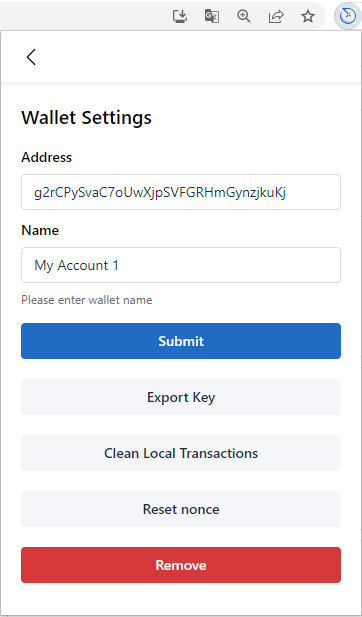 Wallet Settings
Address
g2rCPySvaC7oUwXjpSVFGRHmGynzjkuKj
Name
My Account 1
Please enter wallet name
Submit
Export Key
Clean Local Transactions
Reset nonce
Remove